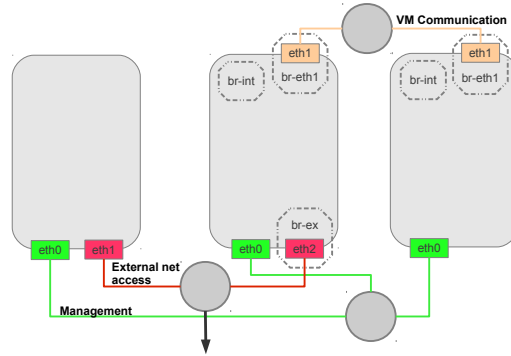 VM Communication
eth1
eth1
br-int
br-eth1
br-int
br-eth1
br-ex
eth0
eth1
eth0
eth2
eth0
External net
access
Management